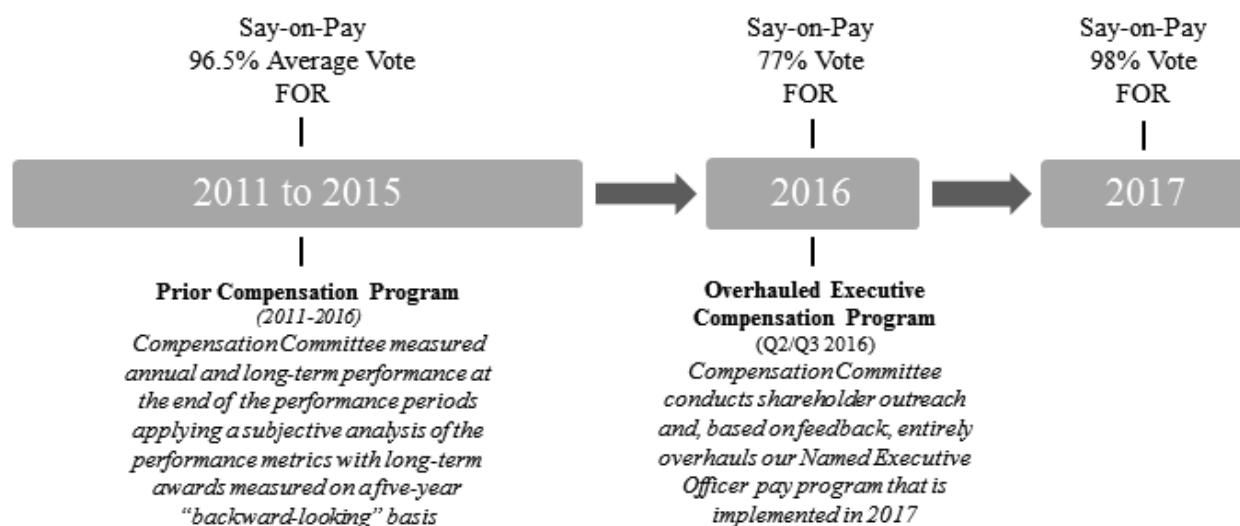 Say-on-Pay
96.5% Average Vote
FOR
Say-on-Pay
77% Vote
FOR
Say-on-Pay
98% Vote
FOR
2011 to 2015
2016
2017
Prior Compensation Program
(2011-2016)
Compensation Committee measured
annual and long-term performance at
the end of the performance periods
applying a subjective analysis of the
performance metrics with long-term
awards measured on a five-year
“backward-looking” basis
Overhauled Executive
Compensation Program
(Q2/Q3 2016)
Compensation Committee
conducts shareholder outreach
and, based on feedback, entirely
overhauls our Named Executive
Officer pay program that is
implemented in 2017